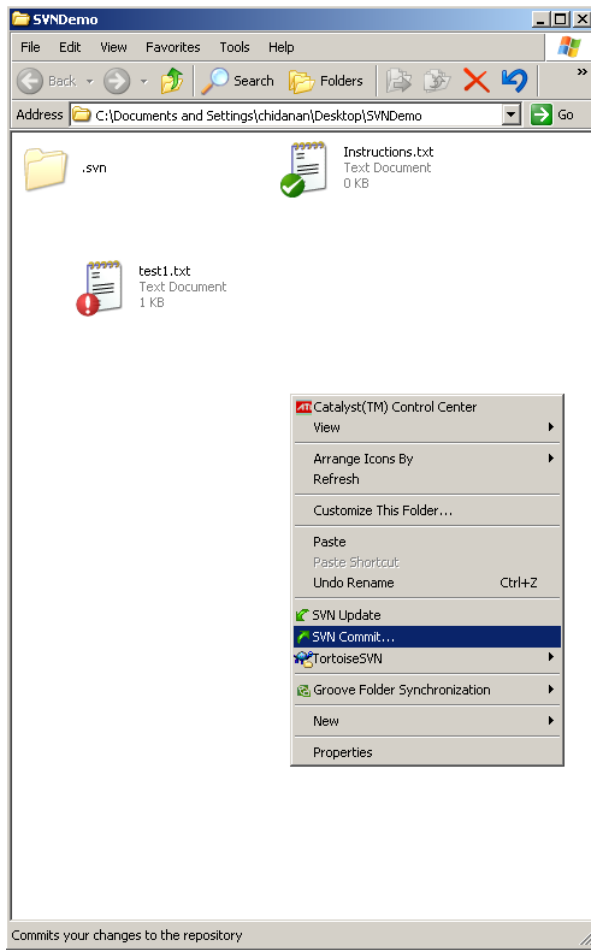 SVNDemo
File Edit View Favorites Tools Help
Back Search Folders »
Address C:\Documents and Settings\chidanan\Desktop\SVNDemo Go
.svn
Instructions.txt
Text Document
0 KB
test1.txt
Text Document
1 KB
ATI Catalyst(TM) Control Center
View
Arrange Icons By
Refresh
Customize This Folder...
Paste
Paste Shortcut
Undo Rename Ctrl+Z
SVN Update
SVN Commit...
TortoiseSVN
Groove Folder Synchronization
New
Properties
Commits your changes to the repository